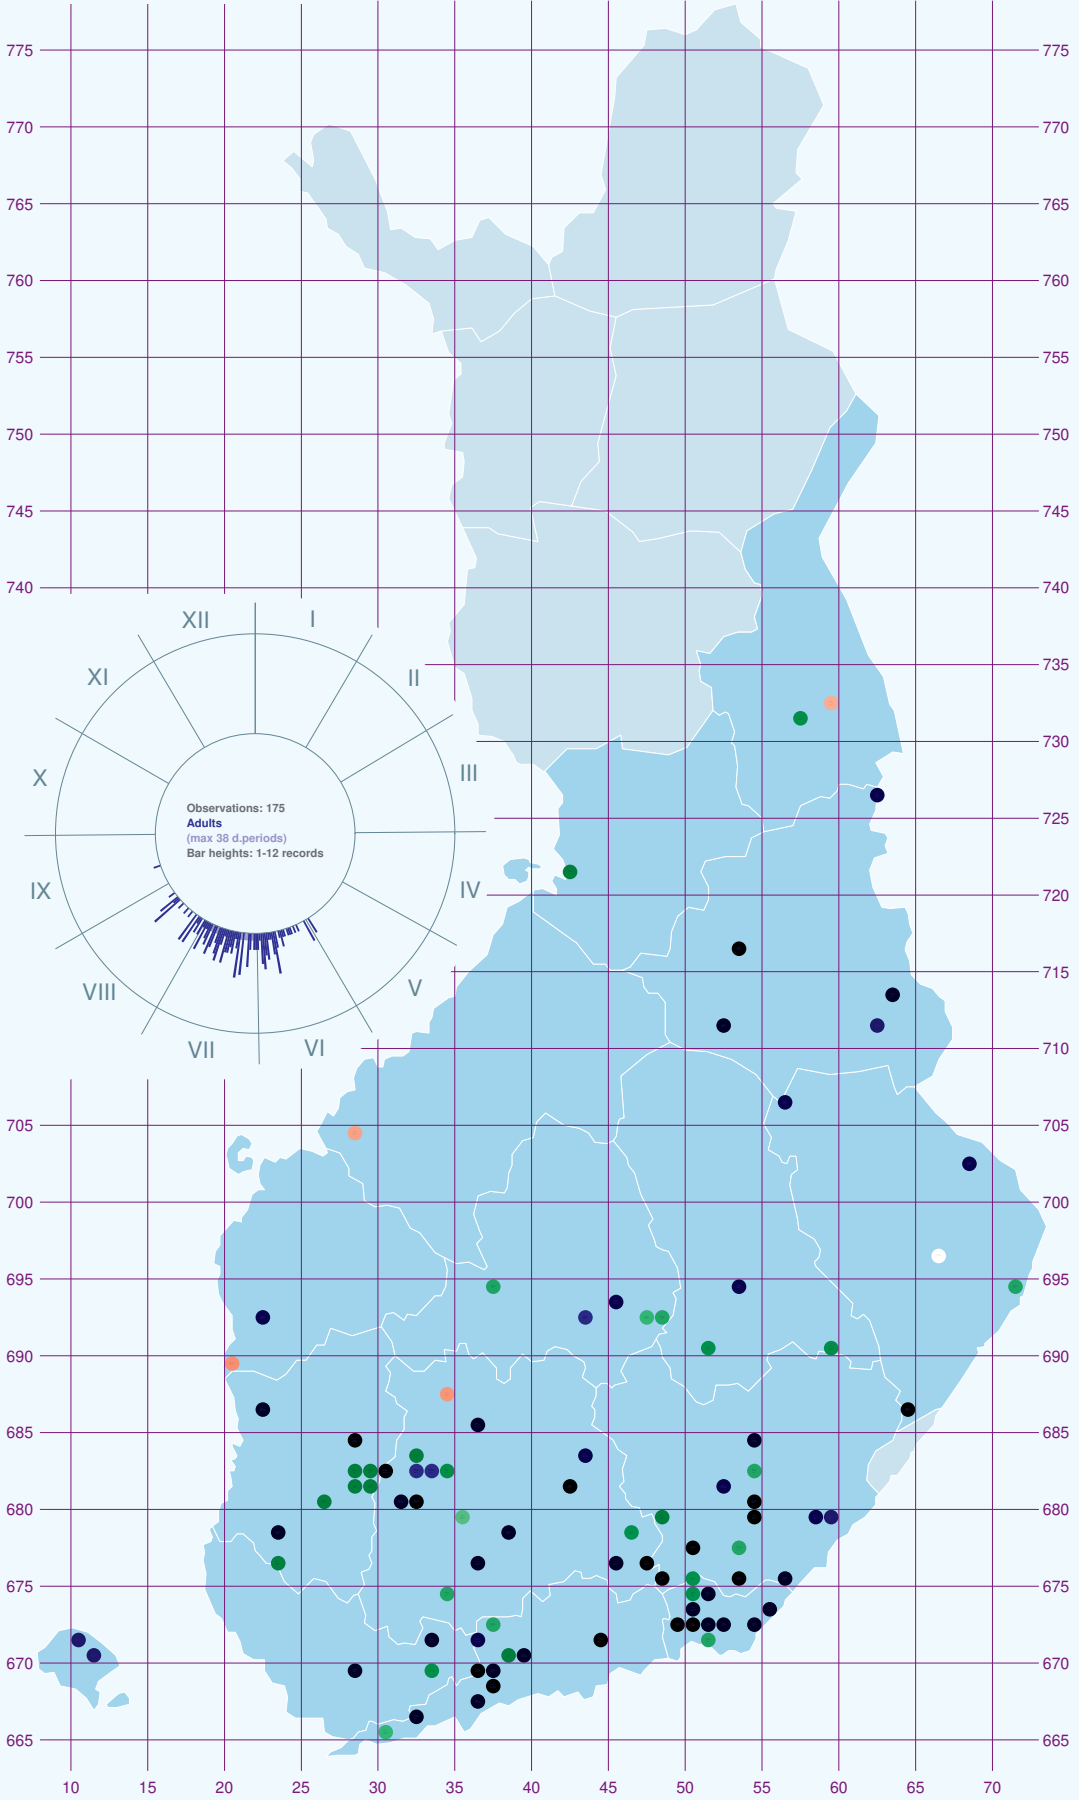 775 775
770 770
765 765
760 760
755 755
750 750
745 745
740 740
XII I
XI II
735 735
730 730
X III
Observations: 175
Adults
(max 38 d.periods)
Bar heights: 1-12 records
725 725
IX IV
720 720
715 715
VIII V
VII VI
710 710
705 705
700 700
695 695
690 690
685 685
680 680
675 675
670 670
665 665
10 15 20 25 30 35 40 45 50 55 60 65 70